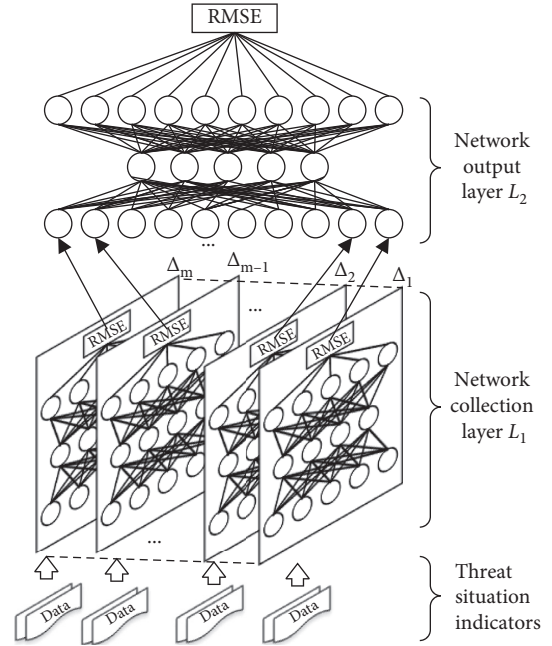 RMSE
Network
output
layer L2
...
Δm
Δm–1
...
Δ2
Δ1
RMSE
RMSE
RMSE
RMSE
Network
collection
layer L1
...
Data
Data
Data
Data
Threat
situation
indicators